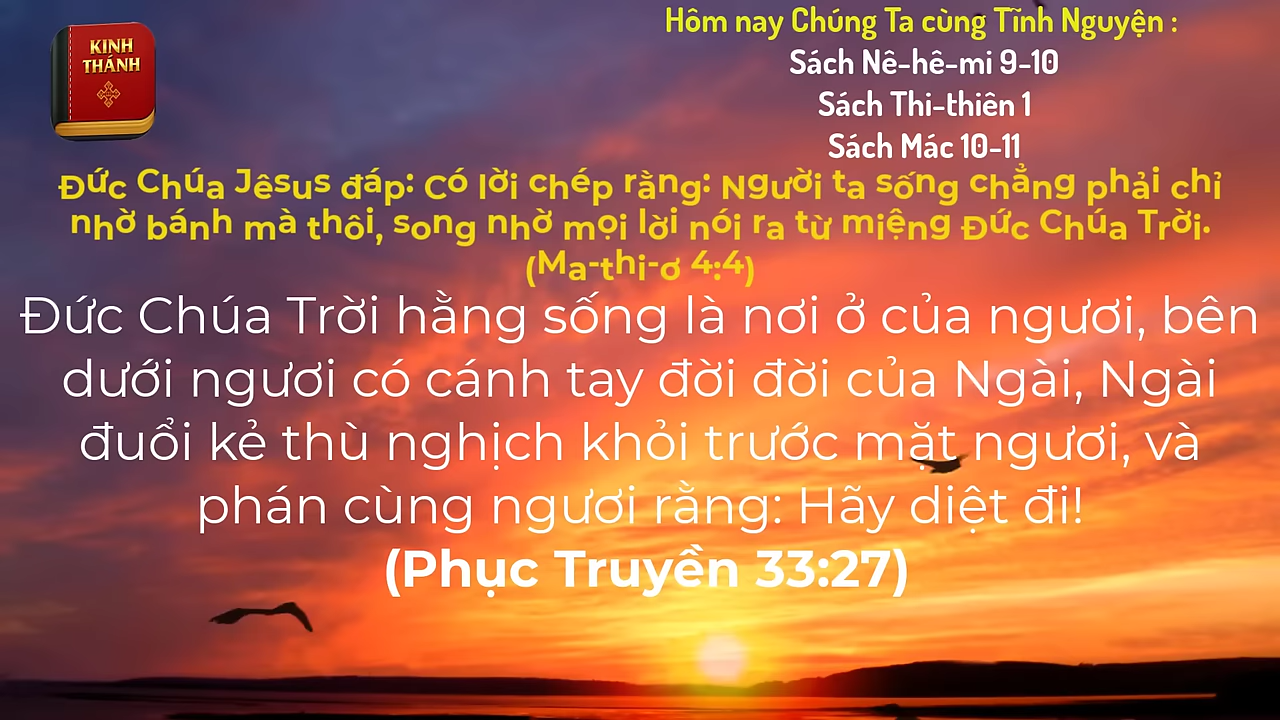 KINH
THÁNH
Hôm nay Chúng Ta cùng Tĩnh Nguyện :
Sách Nê-hê-mi 9-10
Sách Thi-thiên 1
Sách Mác 10-11
Đức Chúa Jêsus đáp: Có lời chép rằng: Người ta sống chẳng phải chỉ
nhờ bánh mà thôi, song nhờ mọi lời nói ra từ miệng Đức Chúa Trời.
(Ma-thi-ơ 4:4)
Đức Chúa Trời hằng sống là nơi ở của ngươi, bên
dưới ngươi có cánh tay đời đời của Ngài, Ngài
đuổi kẻ thù nghịch khỏi trước mặt ngươi, và
phán cùng ngươi rằng: Hãy diệt đi!
(Phục Truyền 33:27)